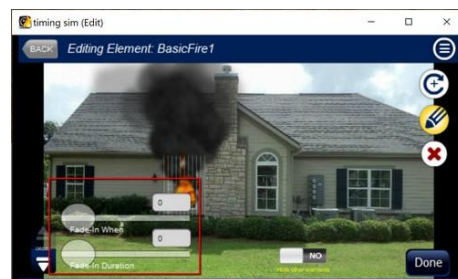 timing sim (Edit)
BACK Editing Element: BasicFire1
0
Fade-In When
0
Fade-In Duration
NO
Done